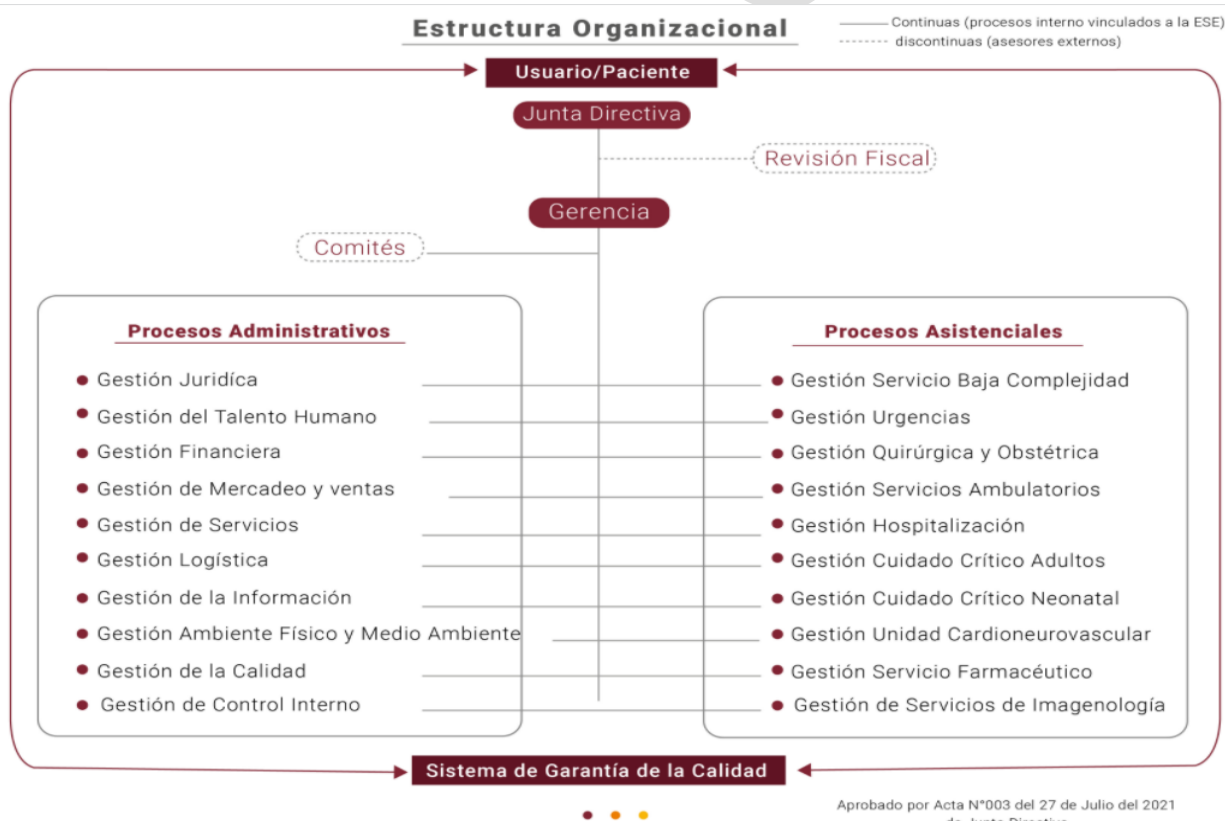 Estructura Organizacional
Continuas (procesos interno vinculados a la ESE)
discontinuas (asesores externos)
Usuario/Paciente
Junta Directiva
Revisión Fiscal
Gerencia
Comités
Procesos Administrativos
Gestión Juridíca
Gestión del Talento Humano
Gestión Financiera
Gestión de Mercadeo y ventas
Gestión de Servicios
Gestión Logística
Gestión de la Información
Gestión Ambiente Físico y Medio Ambiente
Gestión de la Calidad
Gestión de Control Interno
Procesos Asistenciales
Gestión Servicio Baja Complejidad
Gestión Urgencias
Gestión Quirúrgica y Obstétrica
Gestión Servicios Ambulatorios
Gestión Hospitalización
Gestión Cuidado Crítico Adultos
Gestión Cuidado Crítico Neonatal
Gestión Unidad Cardioneurovascular
Gestión Servicio Farmacéutico
Gestión de Servicios de Imagenología
Sistema de Garantía de la Calidad
Aprobado por Acta N°003 del 27 de Julio del 2021
de Junta Directiva